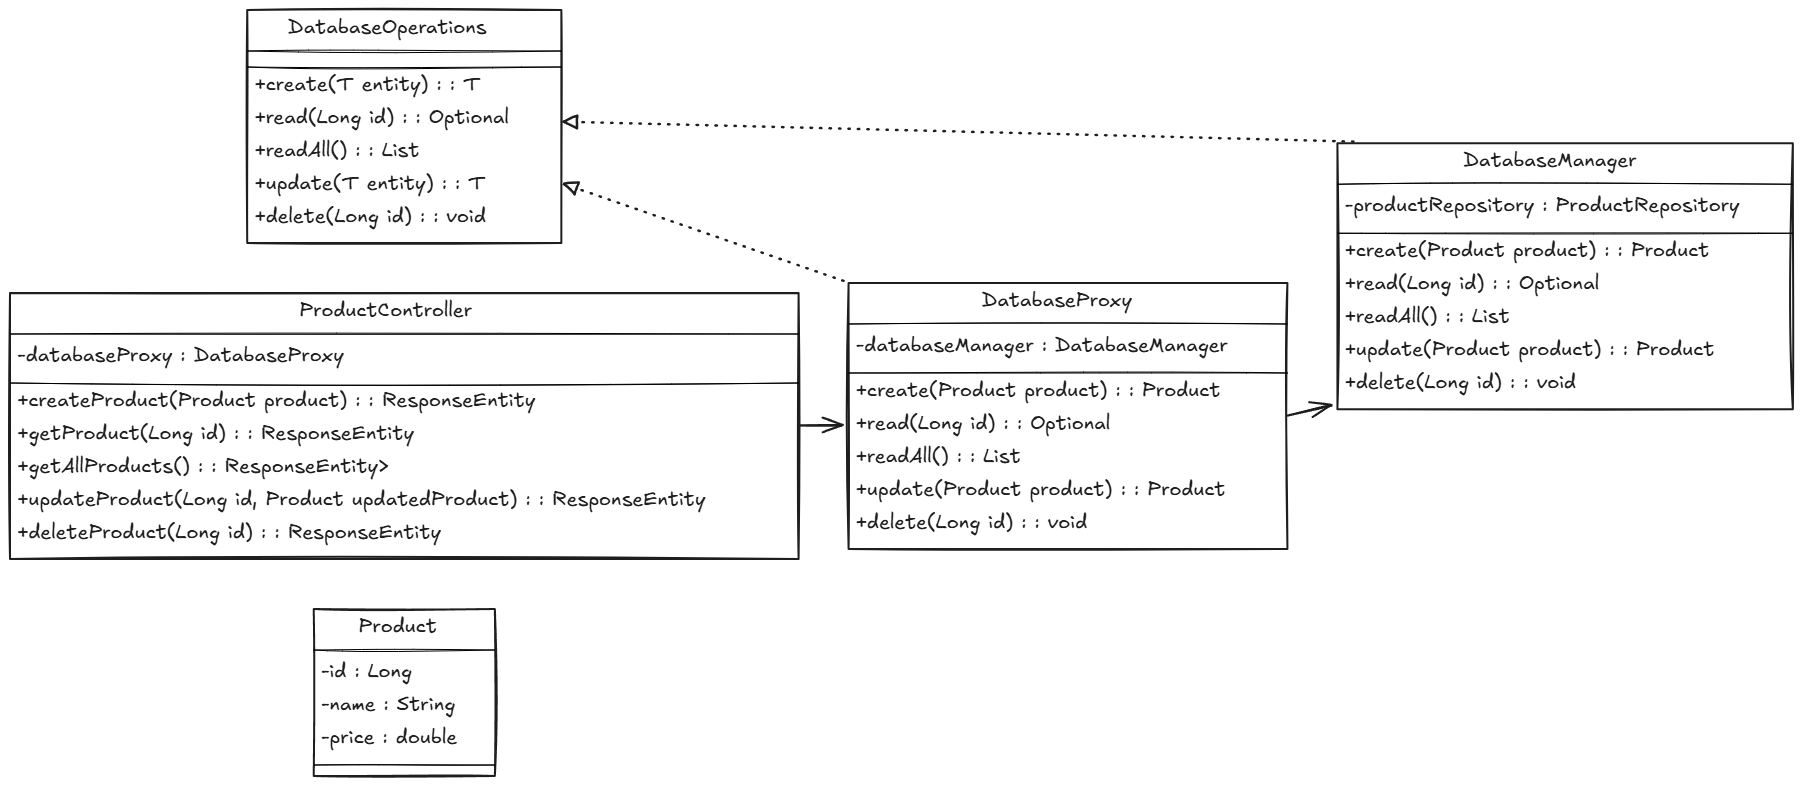 DatabaseOperations
+create(T entity) : : T
+read(Long id) : : Optional
+readAll() : : List
+update(T entity) : : T
+delete(Long id) : : void
DatabaseManager
-productRepository : ProductRepository
+create(Product product) : : Product
+read(Long id) : : Optional
+readAll() : : List
+update(Product product) : : Product
+delete(Long id) : : void
ProductController
-databaseProxy : DatabaseProxy
+createProduct(Product product) : : ResponseEntity
+getProduct(Long id) : : ResponseEntity
+getAllProducts() : : ResponseEntity>
+updateProduct(Long id, Product updatedProduct) : : ResponseEntity
+deleteProduct(Long id) : : ResponseEntity
DatabaseProxy
-databaseManager : DatabaseManager
+create(Product product) : : Product
+read(Long id) : : Optional
+readAll() : : List
+update(Product product) : : Product
+delete(Long id) : : void
Product
-id : Long
-name : String
-price : double